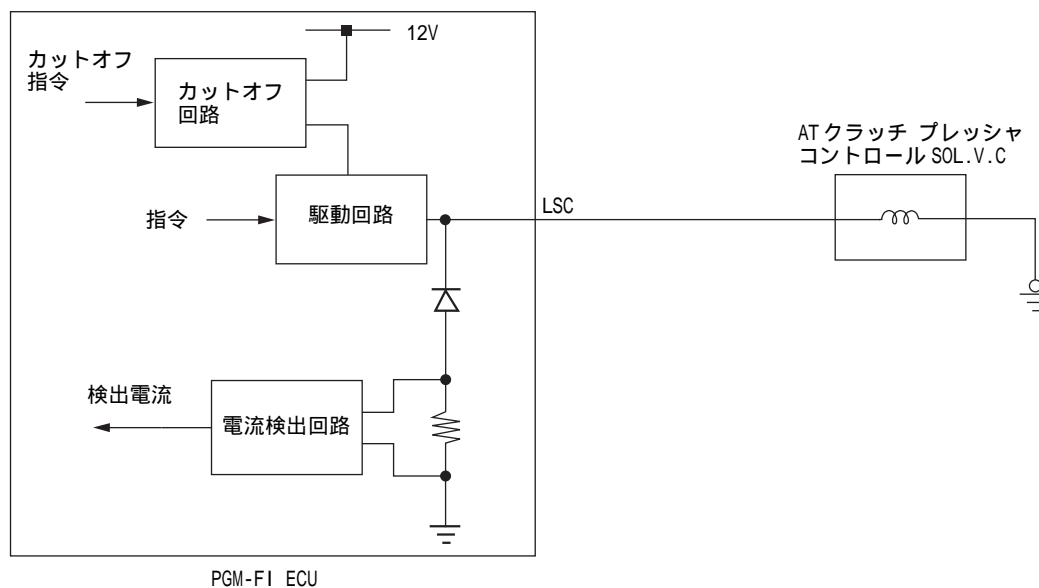 12V
カットオフ
指令
カットオフ
回路
ATクラッチ プレッシャ
コントロール SOL.V.C
指令
駆動回路
LSC
検出電流
電流検出回路
PGM-FI ECU